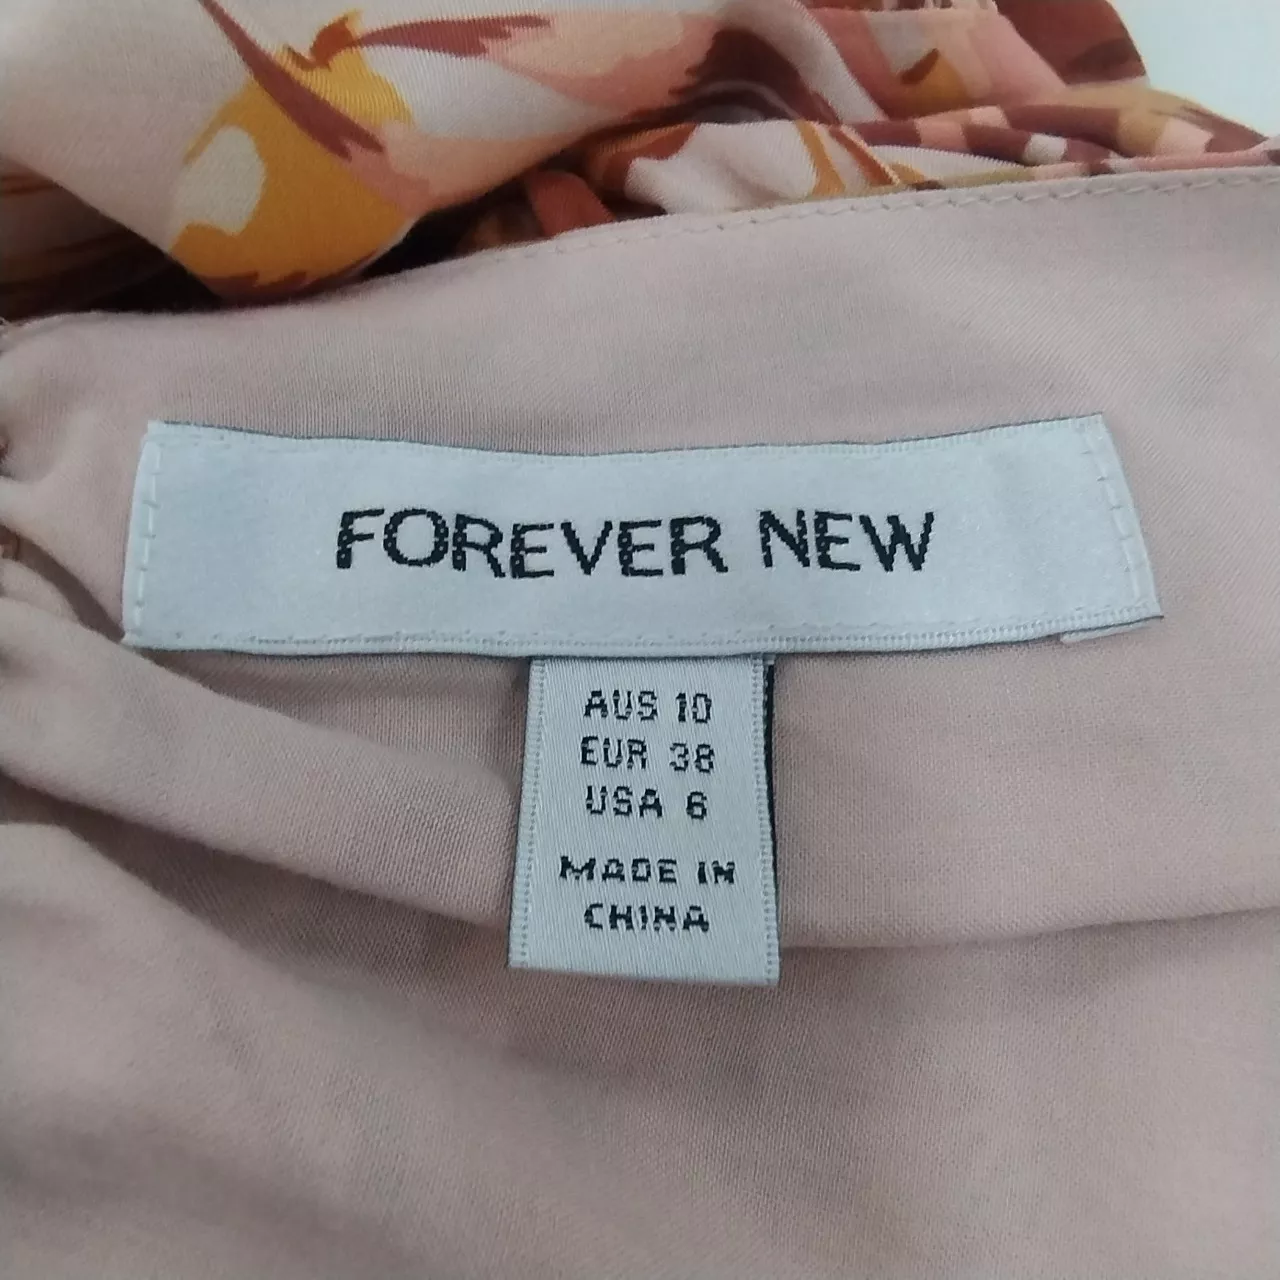 FOREVER NEW
AUS 10
EUR 38
USA 6
MADE IN
CHINA